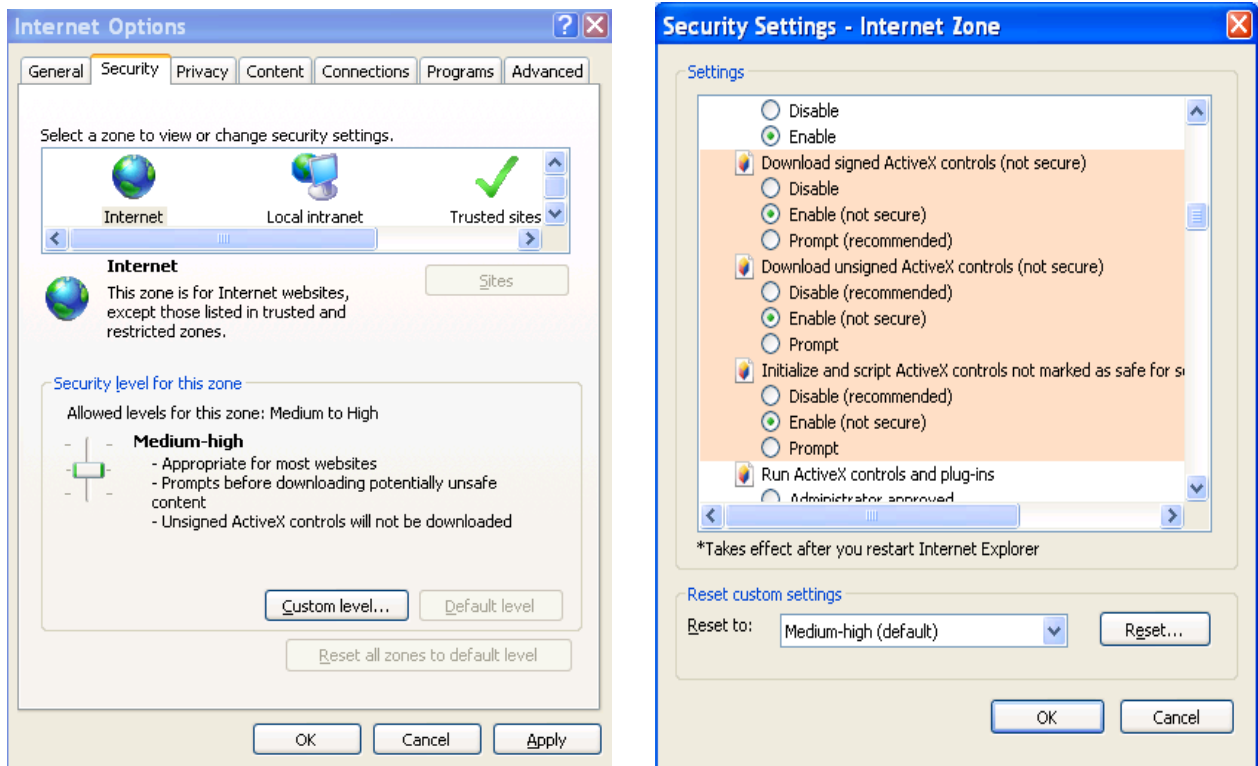 Internet Options
General Security Privacy Content Connections Programs Advanced
Select a zone to view or change security settings.
Internet Local intranet Trusted sites
Internet
This zone is for Internet websites,
except those listed in trusted and
restricted zones.
Sites
Security level for this zone
Allowed levels for this zone: Medium to High
Medium-high
- Appropriate for most websites
- Prompts before downloading potentially unsafe
content
- Unsigned ActiveX controls will not be downloaded
Custom level... Default level
Reset all zones to default level
OK Cancel Apply
Security Settings - Internet Zone
Settings
Disable
Enable
Download signed ActiveX controls (not secure)
Disable
Enable (not secure)
Prompt (recommended)
Download unsigned ActiveX controls (not secure)
Disable (recommended)
Enable (not secure)
Prompt
Initialize and script ActiveX controls not marked as safe for s
Disable (recommended)
Enable (not secure)
Prompt
Run ActiveX controls and plug-ins
Administrator approved
*Takes effect after you restart Internet Explorer
Reset custom settings
Reset to: Medium-high (default) Reset...
OK Cancel